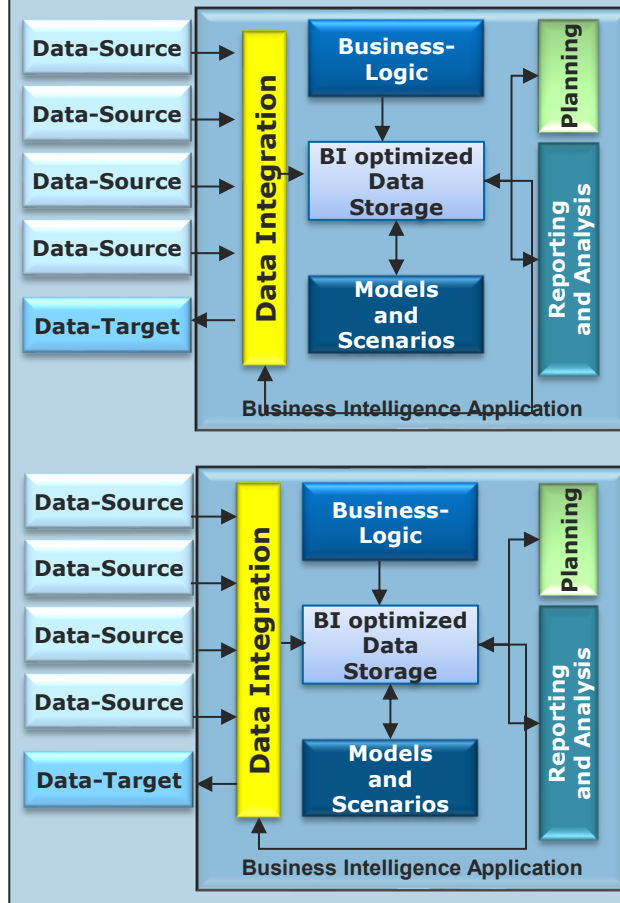 Data-Source
Data-Source
Data-Source
Data-Source
Data-Target
Data Integration
Business-
Logic
BI optimized
Data
Storage
Models
and
Scenarios
Planning
Reporting
and Analysis
Business Intelligence Application
Data-Source
Data-Source
Data-Source
Data-Source
Data-Target
Data Integration
Business-
Logic
BI optimized
Data
Storage
Models
and
Scenarios
Planning
Reporting
and Analysis
Business Intelligence Application